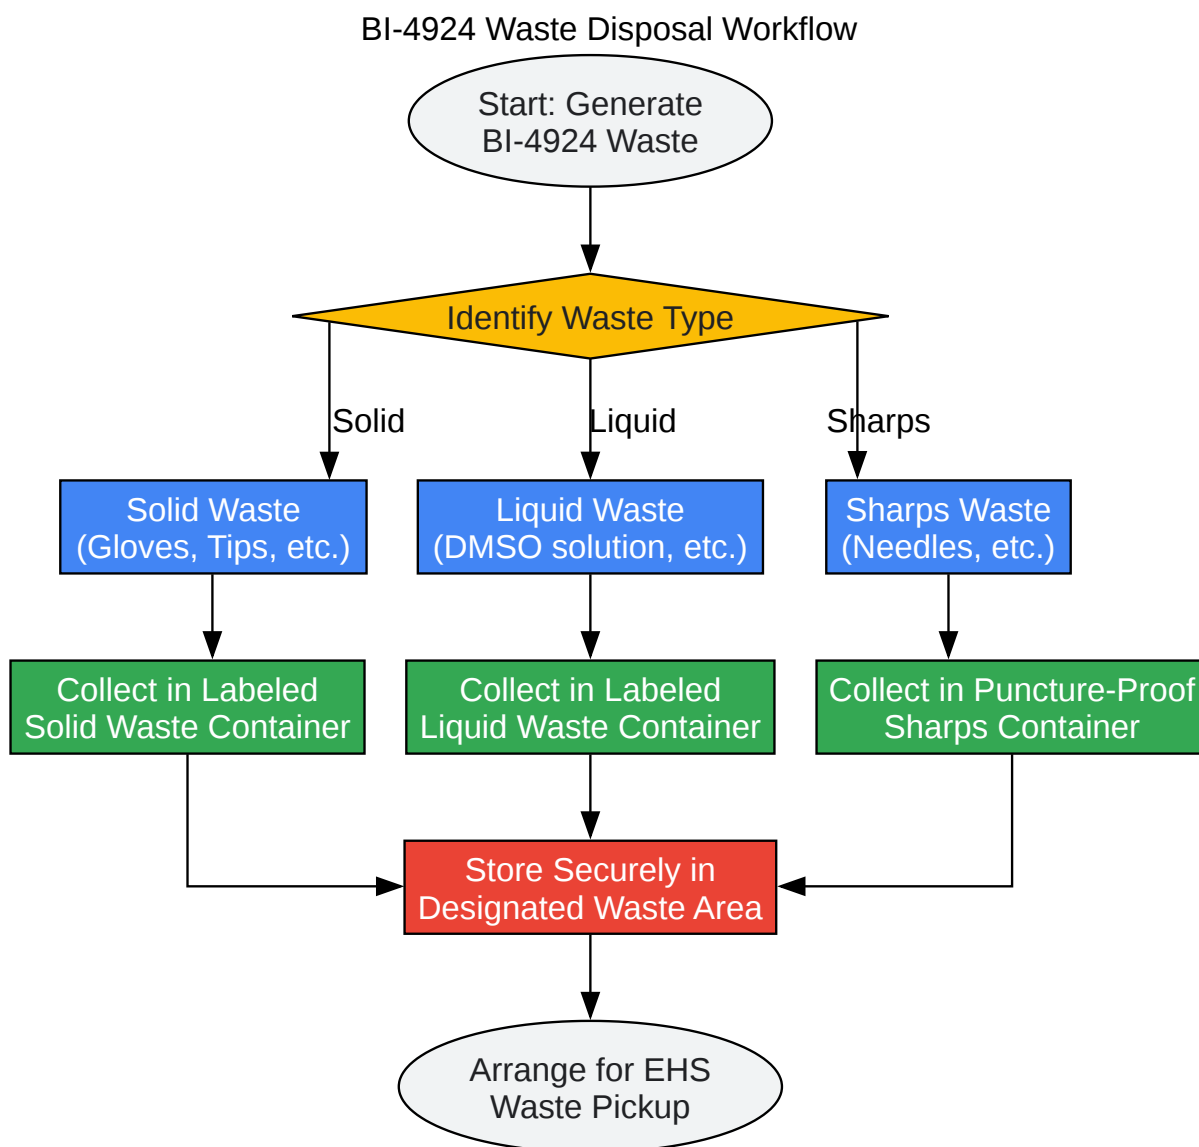 BI-4924 Waste Disposal Workflow
Start: Generate
BI-4924 Waste
Identify Waste Type
Solid
Liquid
Sharps
Solid Waste
(Gloves, Tips, etc.)
Liquid Waste
(DMSO solution, etc.)
Sharps Waste
(Needles, etc.)
Collect in Labeled
Solid Waste Container
Collect in Labeled
Liquid Waste Container
Collect in Puncture-Proof
Sharps Container
Store Securely in
Designated Waste Area
Arrange for EHS
Waste Pickup